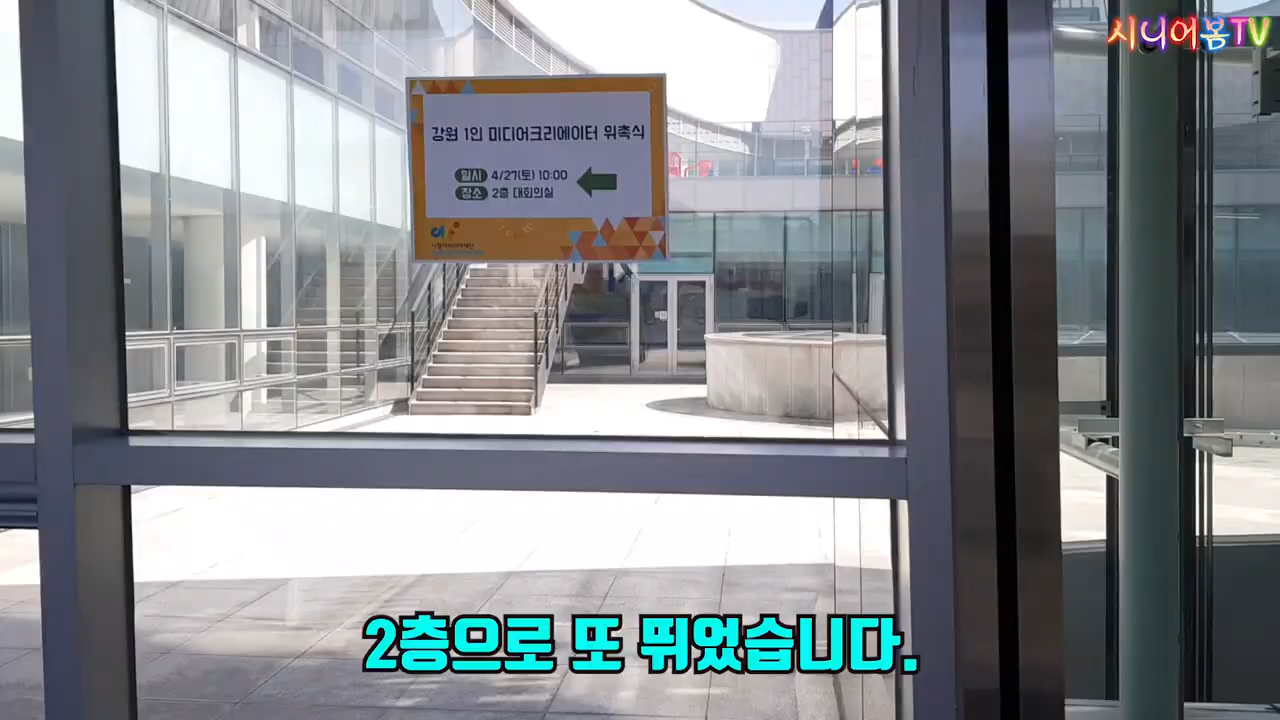 시니어봄TV
강원 1인 미디어크리에이터 위촉식
일시 4/27(토) 10:00
장소 2층 대회의실
2층으로 또 뛰었습니다.